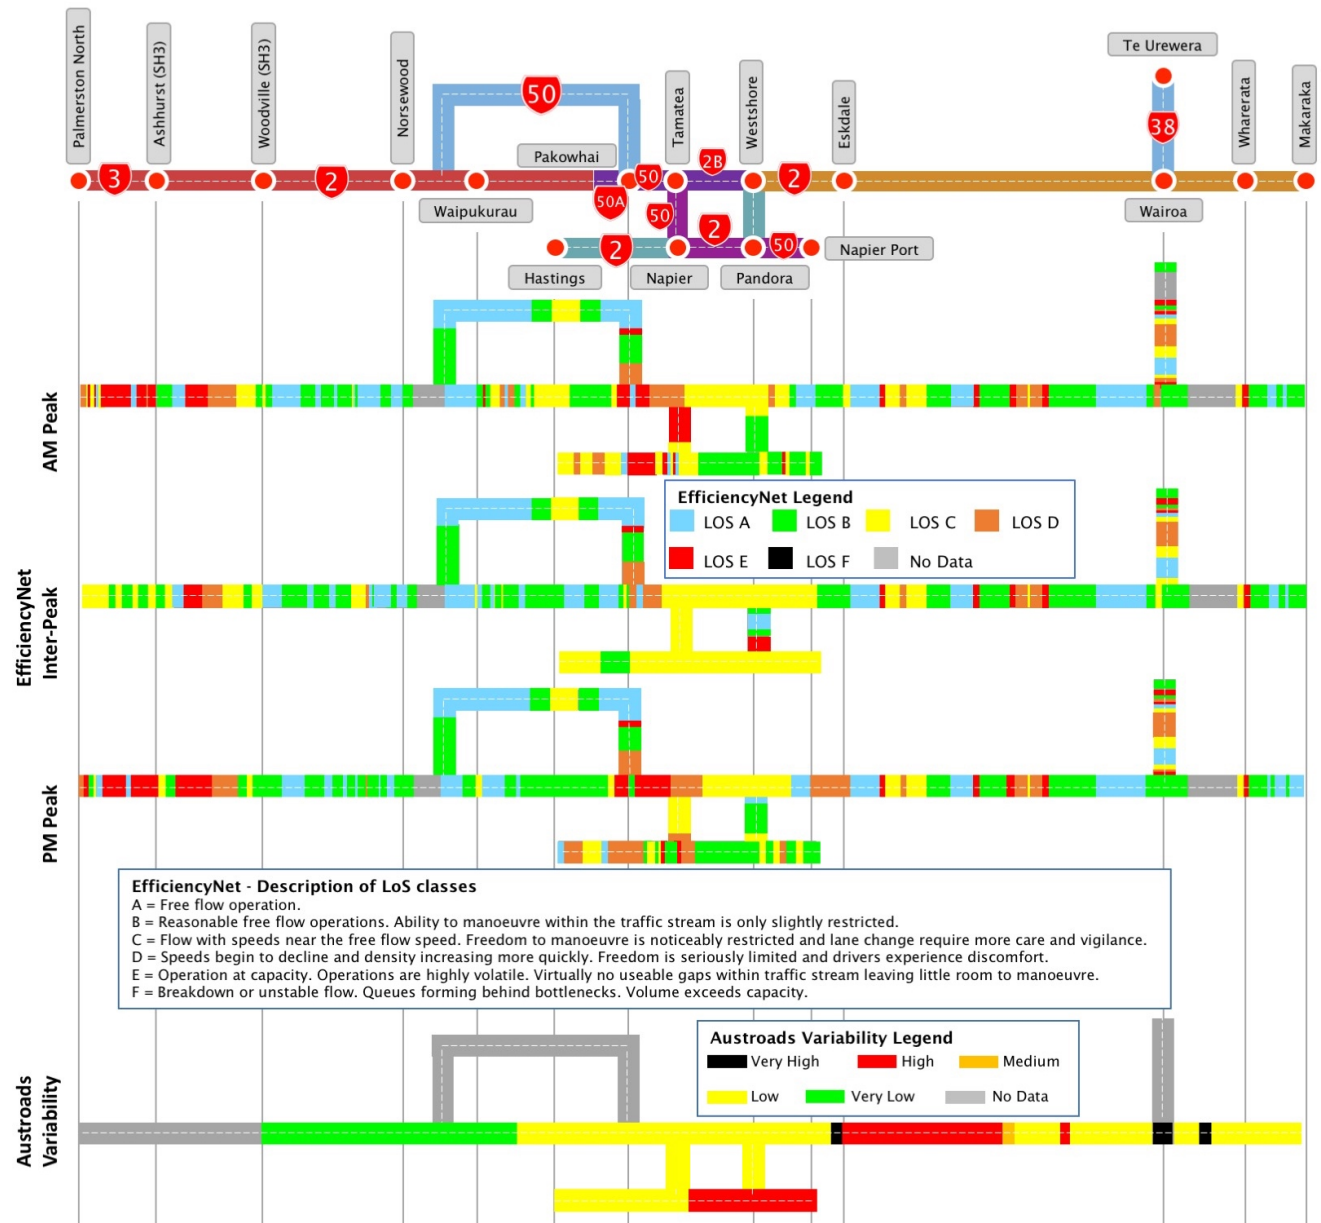 Palmerston North
Ashhurst (SH3)
Woodville (SH3)
Norsewood
50
Pakowhai
Tamatea
Westshore
Eskdale
Te Urewera
38
Wharerata
Makaraka
3
2
50A
50
2B
2
Waipukurau
50
2
2
50
Napier Port
Wairoa
Hastings
Napier
Pandora
AM Peak
EfficiencyNet Legend
LOS A
LOS B
LOS C
LOS D
LOS E
LOS F
No Data
EfficiencyNet
Inter-Peak
PM Peak
EfficiencyNet - Description of LoS classes
A = Free flow operation.
B = Reasonable free flow operations. Ability to manoeuvre within the traffic stream is only slightly restricted.
C = Flow with speeds near the free flow speed. Freedom to manoeuvre is noticeably restricted and lane change require more care and vigilance.
D = Speeds begin to decline and density increasing more quickly. Freedom is seriously limited and drivers experience discomfort.
E = Operation at capacity. Operations are highly volatile. Virtually no useable gaps within traffic stream leaving little room to manoeuvre.
F = Breakdown or unstable flow. Queues forming behind bottlenecks. Volume exceeds capacity.
Austroads Variability Legend
Very High
High
Medium
Low
Very Low
No Data
Austroads
Variability